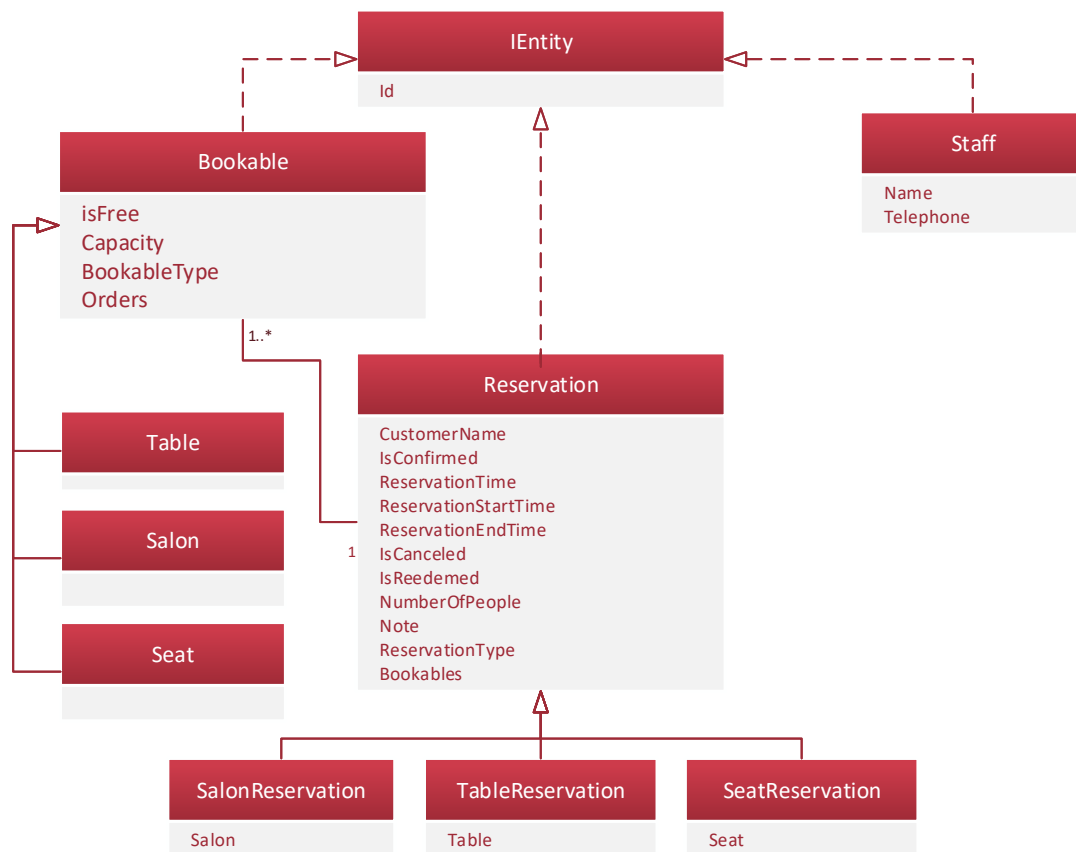 IEntity
Id
Bookable
isFree
Capacity
BookableType
Orders
Staff
Name
Telephone
1..*
Reservation
CustomerName
IsConfirmed
ReservationTime
ReservationStartTime
ReservationEndTime
IsCanceled
IsReedemed
NumberOfPeople
Note
ReservationType
Bookables
1
Table
Salon
Seat
SalonReservation
Salon
TableReservation
Table
SeatReservation
Seat